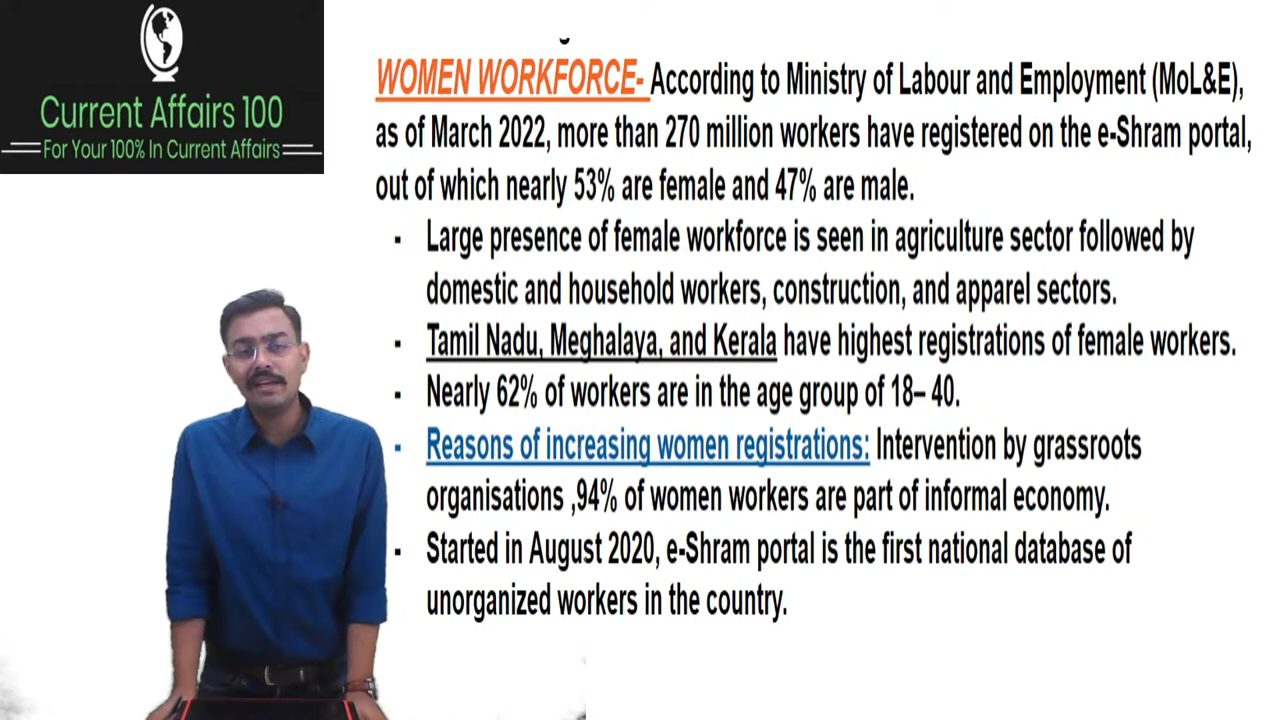 Current Affairs 100
For Your 100% In Current Affairs
WOMEN WORKFORCE- According to Ministry of Labour and Employment (MoL&E),
as of March 2022, more than 270 million workers have registered on the e-Shram portal,
out of which nearly 53% are female and 47% are male.
- Large presence of female workforce is seen in agriculture sector followed by
domestic and household workers, construction, and apparel sectors.
- Tamil Nadu, Meghalaya, and Kerala have highest registrations of female workers.
- Nearly 62% of workers are in the age group of 18– 40.
- Reasons of increasing women registrations: Intervention by grassroots
organisations ,94% of women workers are part of informal economy.
- Started in August 2020, e-Shram portal is the first national database of
unorganized workers in the country.